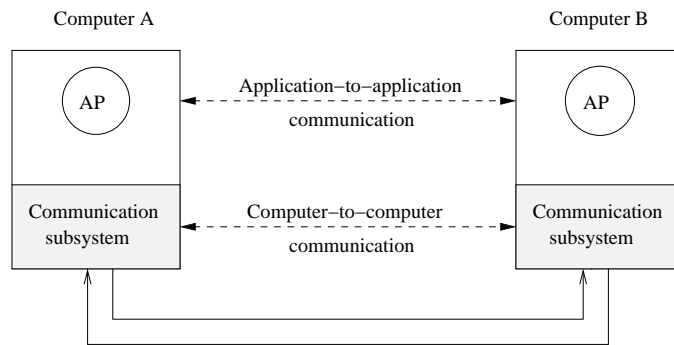 Computer A
Computer B
AP
Application−to−application
communication
AP
Communication
subsystem
Computer−to−computer
communication
Communication
subsystem